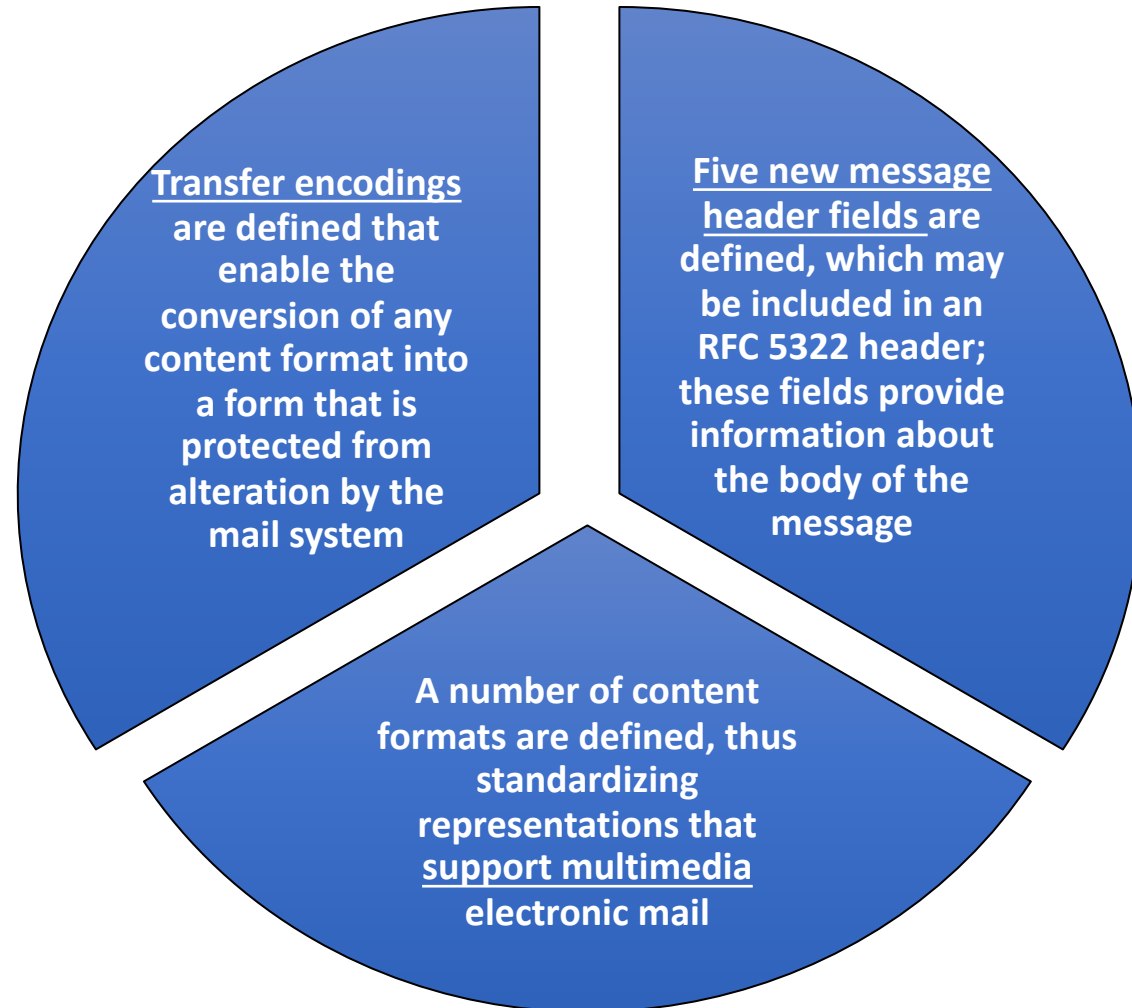 Transfer encodings
are defined that
enable the
conversion of any
content format into
a form that is
protected from
alteration by the
mail system
Five new message
header fields are
defined, which may
be included in an
RFC 5322 header;
these fields provide
information about
the body of the
message
A number of content
formats are defined, thus
standardizing
representations that
support multimedia
electronic mail